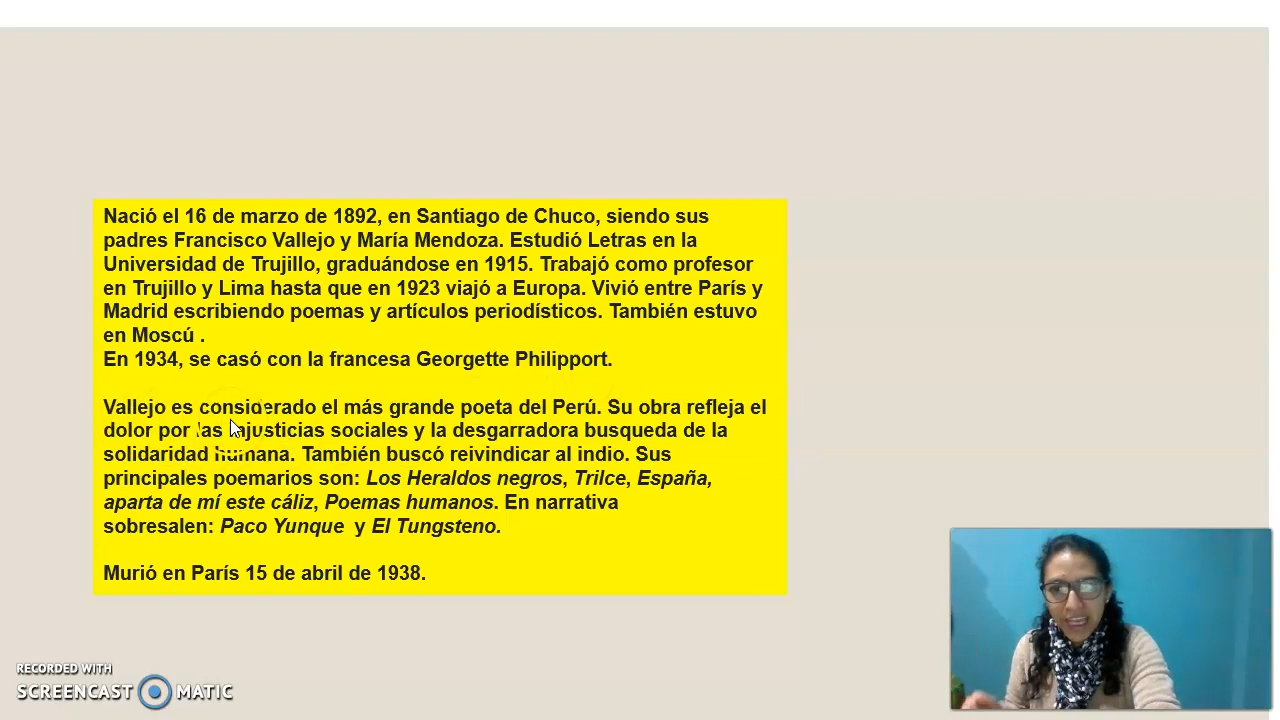 Nació el 16 de marzo de 1892, en Santiago de Chuco, siendo sus
padres Francisco Vallejo y María Mendoza. Estudió Letras en la
Universidad de Trujillo, graduándose en 1915. Trabajó como profesor
en Trujillo y Lima hasta que en 1923 viajó a Europa. Vivió entre París y
Madrid escribiendo poemas y artículos periodísticos. También estuvo
en Moscú .
En 1934, se casó con la francesa Georgette Philipport.
Vallejo es considerado el más grande poeta del Perú. Su obra refleja el
dolor por las injusticias sociales y la desgarradora busqueda de la
solidaridad humana. También buscó reivindicar al indio. Sus
principales poemarios son: Los Heraldos negros, Trilce, España,
aparta de mí este cáliz, Poemas humanos. En narrativa
sobresalen: Paco Yunque y El Tungsteno.
Murió en París 15 de abril de 1938.
RECORDED WITH
SCREENCAST MATIC